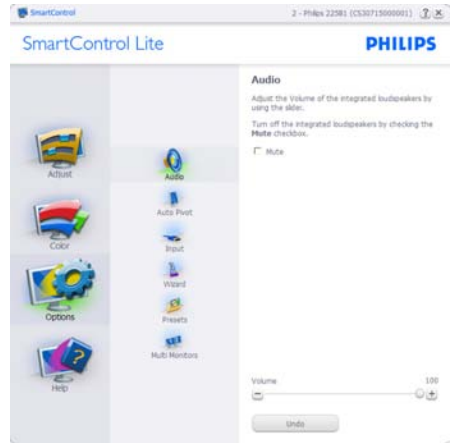 SmartControl
2 - Philips 225B1 (CS30715000001)
? X
SmartControl Lite
PHILIPS
Adjust
Color
Options
Help
Audio
Auto Pivot
Input
Wizard
Presets
Multi Monitors
Audio
Adjust the Volume of the integrated loudspeakers by
using the slider.
Turn off the integrated loudspeakers by checking the
Mute checkbox.
Mute
Volume
100
Undo